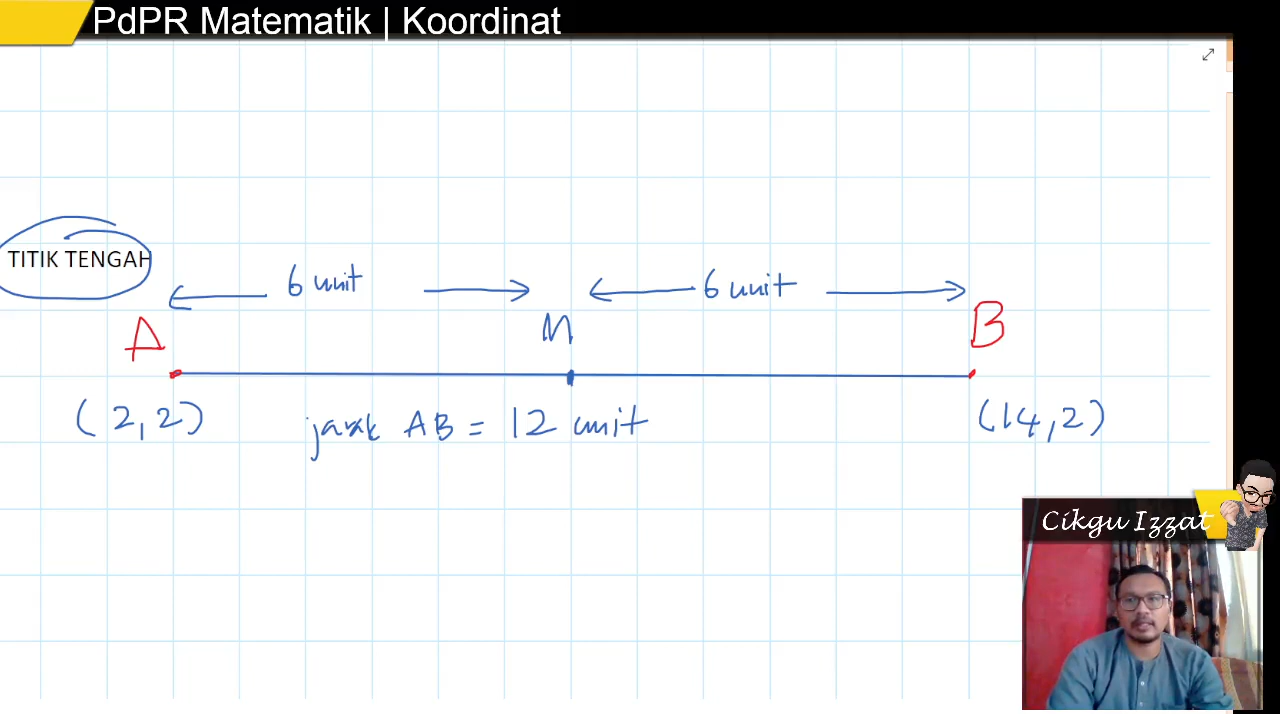 PdPR Matematik | Koordinat
TITIK TENGAH
6 unit
6 unit
A
M
B
(2,2)
jarak AB = 12 unit
(14,2)
Cikgu Izzat